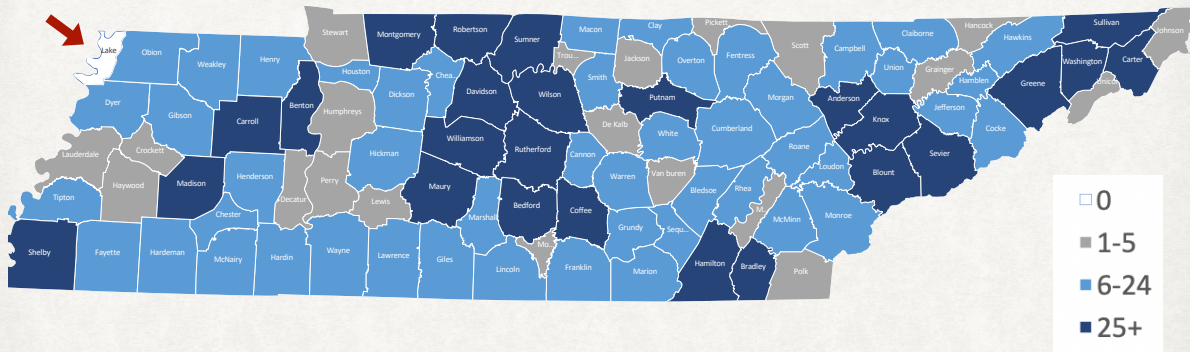 Lake
Obion
Weakley
Henry
Stewart
Montgomery
Robertson
Sumner
Macon
Clay
Pickett
Scott
Campbell
Claiborne
Hancock
Hawkins
Sullivan
Johnson
Trou...
Jackson
Overton
Fentress
Union
Grainger
Hamblen
Greene
Washington
Carter
Dyer
Gibson
Carroll
Benton
Houston
Humphreys
Dickson
Chea...
Davidson
Wilson
Smith
Putnam
Morgan
Anderson
Knox
Jefferson
Cocke
Lauderdale
Crockett
Haywood
Madison
Henderson
Decatur
Perry
Hickman
Lewis
Williamson
Maury
Rutherford
Cannon
De Kalb
White
Cumberland
Roane
Loudon
Blount
Sevier
Tipton
Chester
Marshall
Bedford
Coffee
Warren
Van buren
Bledsoe
Rhea
M...
McMinn
Monroe
Shelby
Fayette
Hardeman
McNairy
Hardin
Wayne
Lawrence
Giles
Lincoln
Mo...
Franklin
Grundy
Sequ...
Marion
Hamilton
Bradley
Polk
0
1-5
6-24
25+